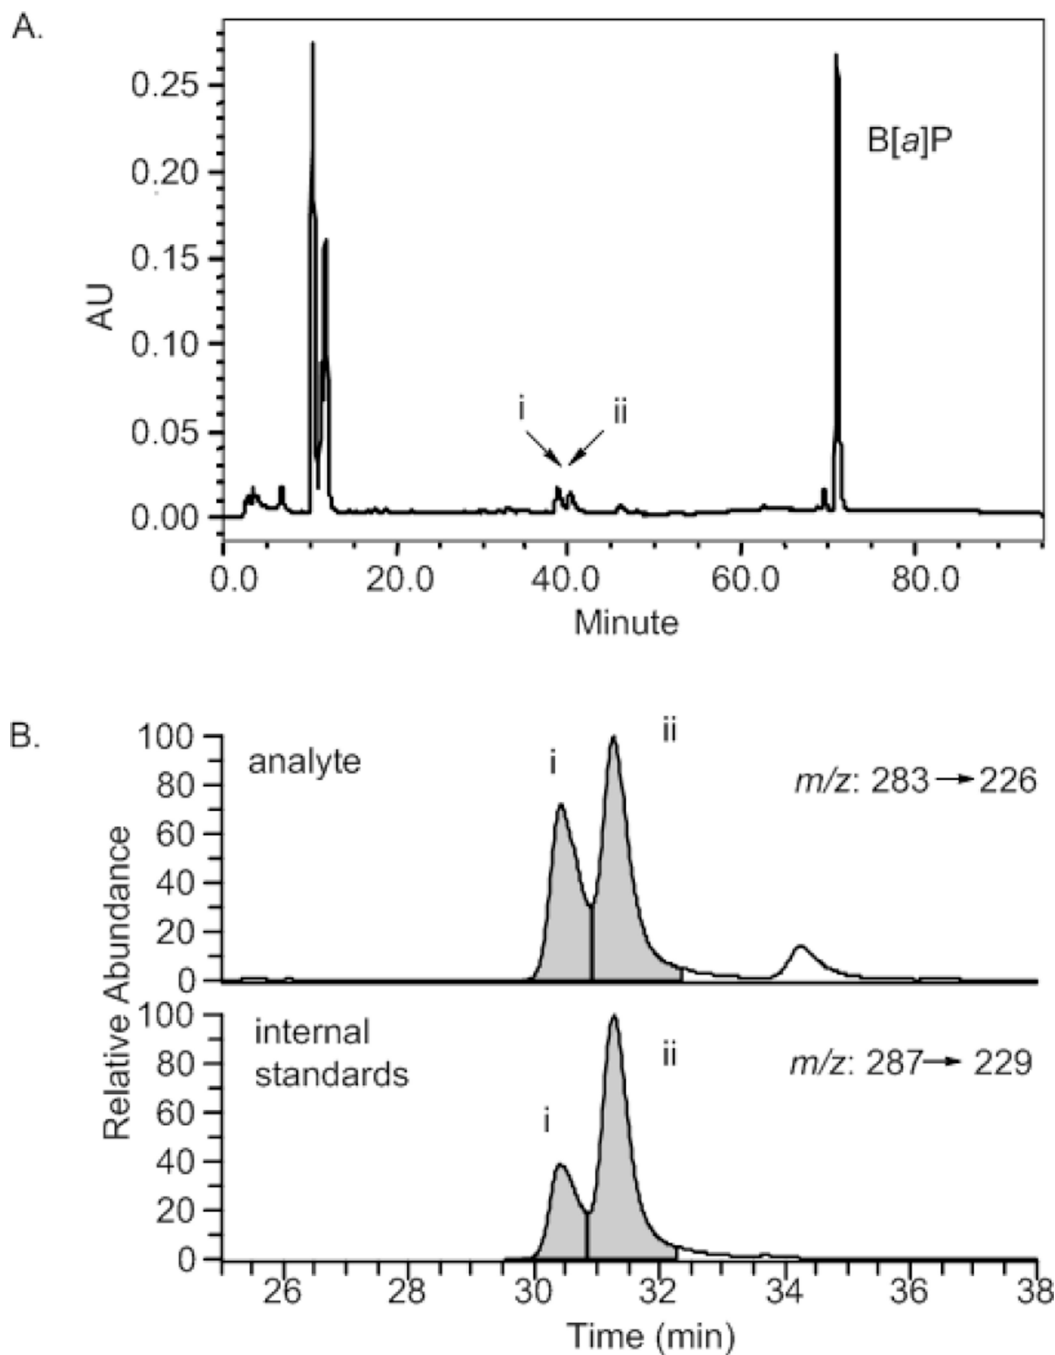 A.
0.25
0.20
0.15
0.10
0.05
0.00
AU
B[a]P
i ii
0.0 20.0 40.0 60.0 80.0
Minute
B.
Relative Abundance
100
80
60
40
20
0
analyte
i
ii
m/z: 283 → 226
100
80
60
40
20
0
internal
standards
i
ii
m/z: 287 → 229
26 28 30 32 34 36 38
Time (min)